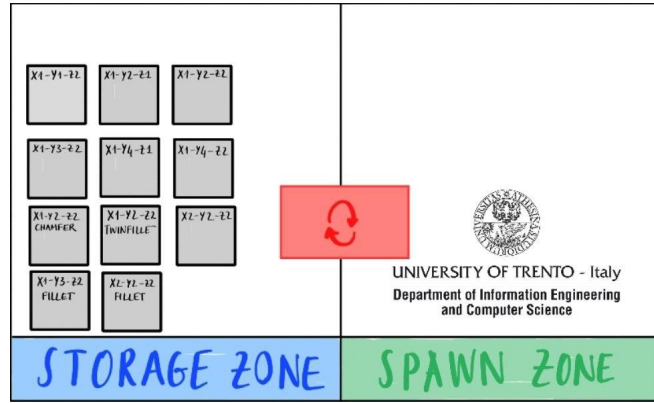 X1-Y1-Z2
X1-Y2-Z1
X1-Y2-Z2
X1-Y3-Z2
X1-Y4-Z1
X1-Y4-Z2
X1-Y2-Z2
CHAMFER
X1-Y2-Z2
TWINFILLET
X2-Y2-Z2
X1-Y3-Z2
FILLET
X2-Y2-Z2
FILLET
UNIVERSITY OF TRENTO - Italy
Department of Information Engineering
and Computer Science
STORAGE ZONE
SPAWN ZONE